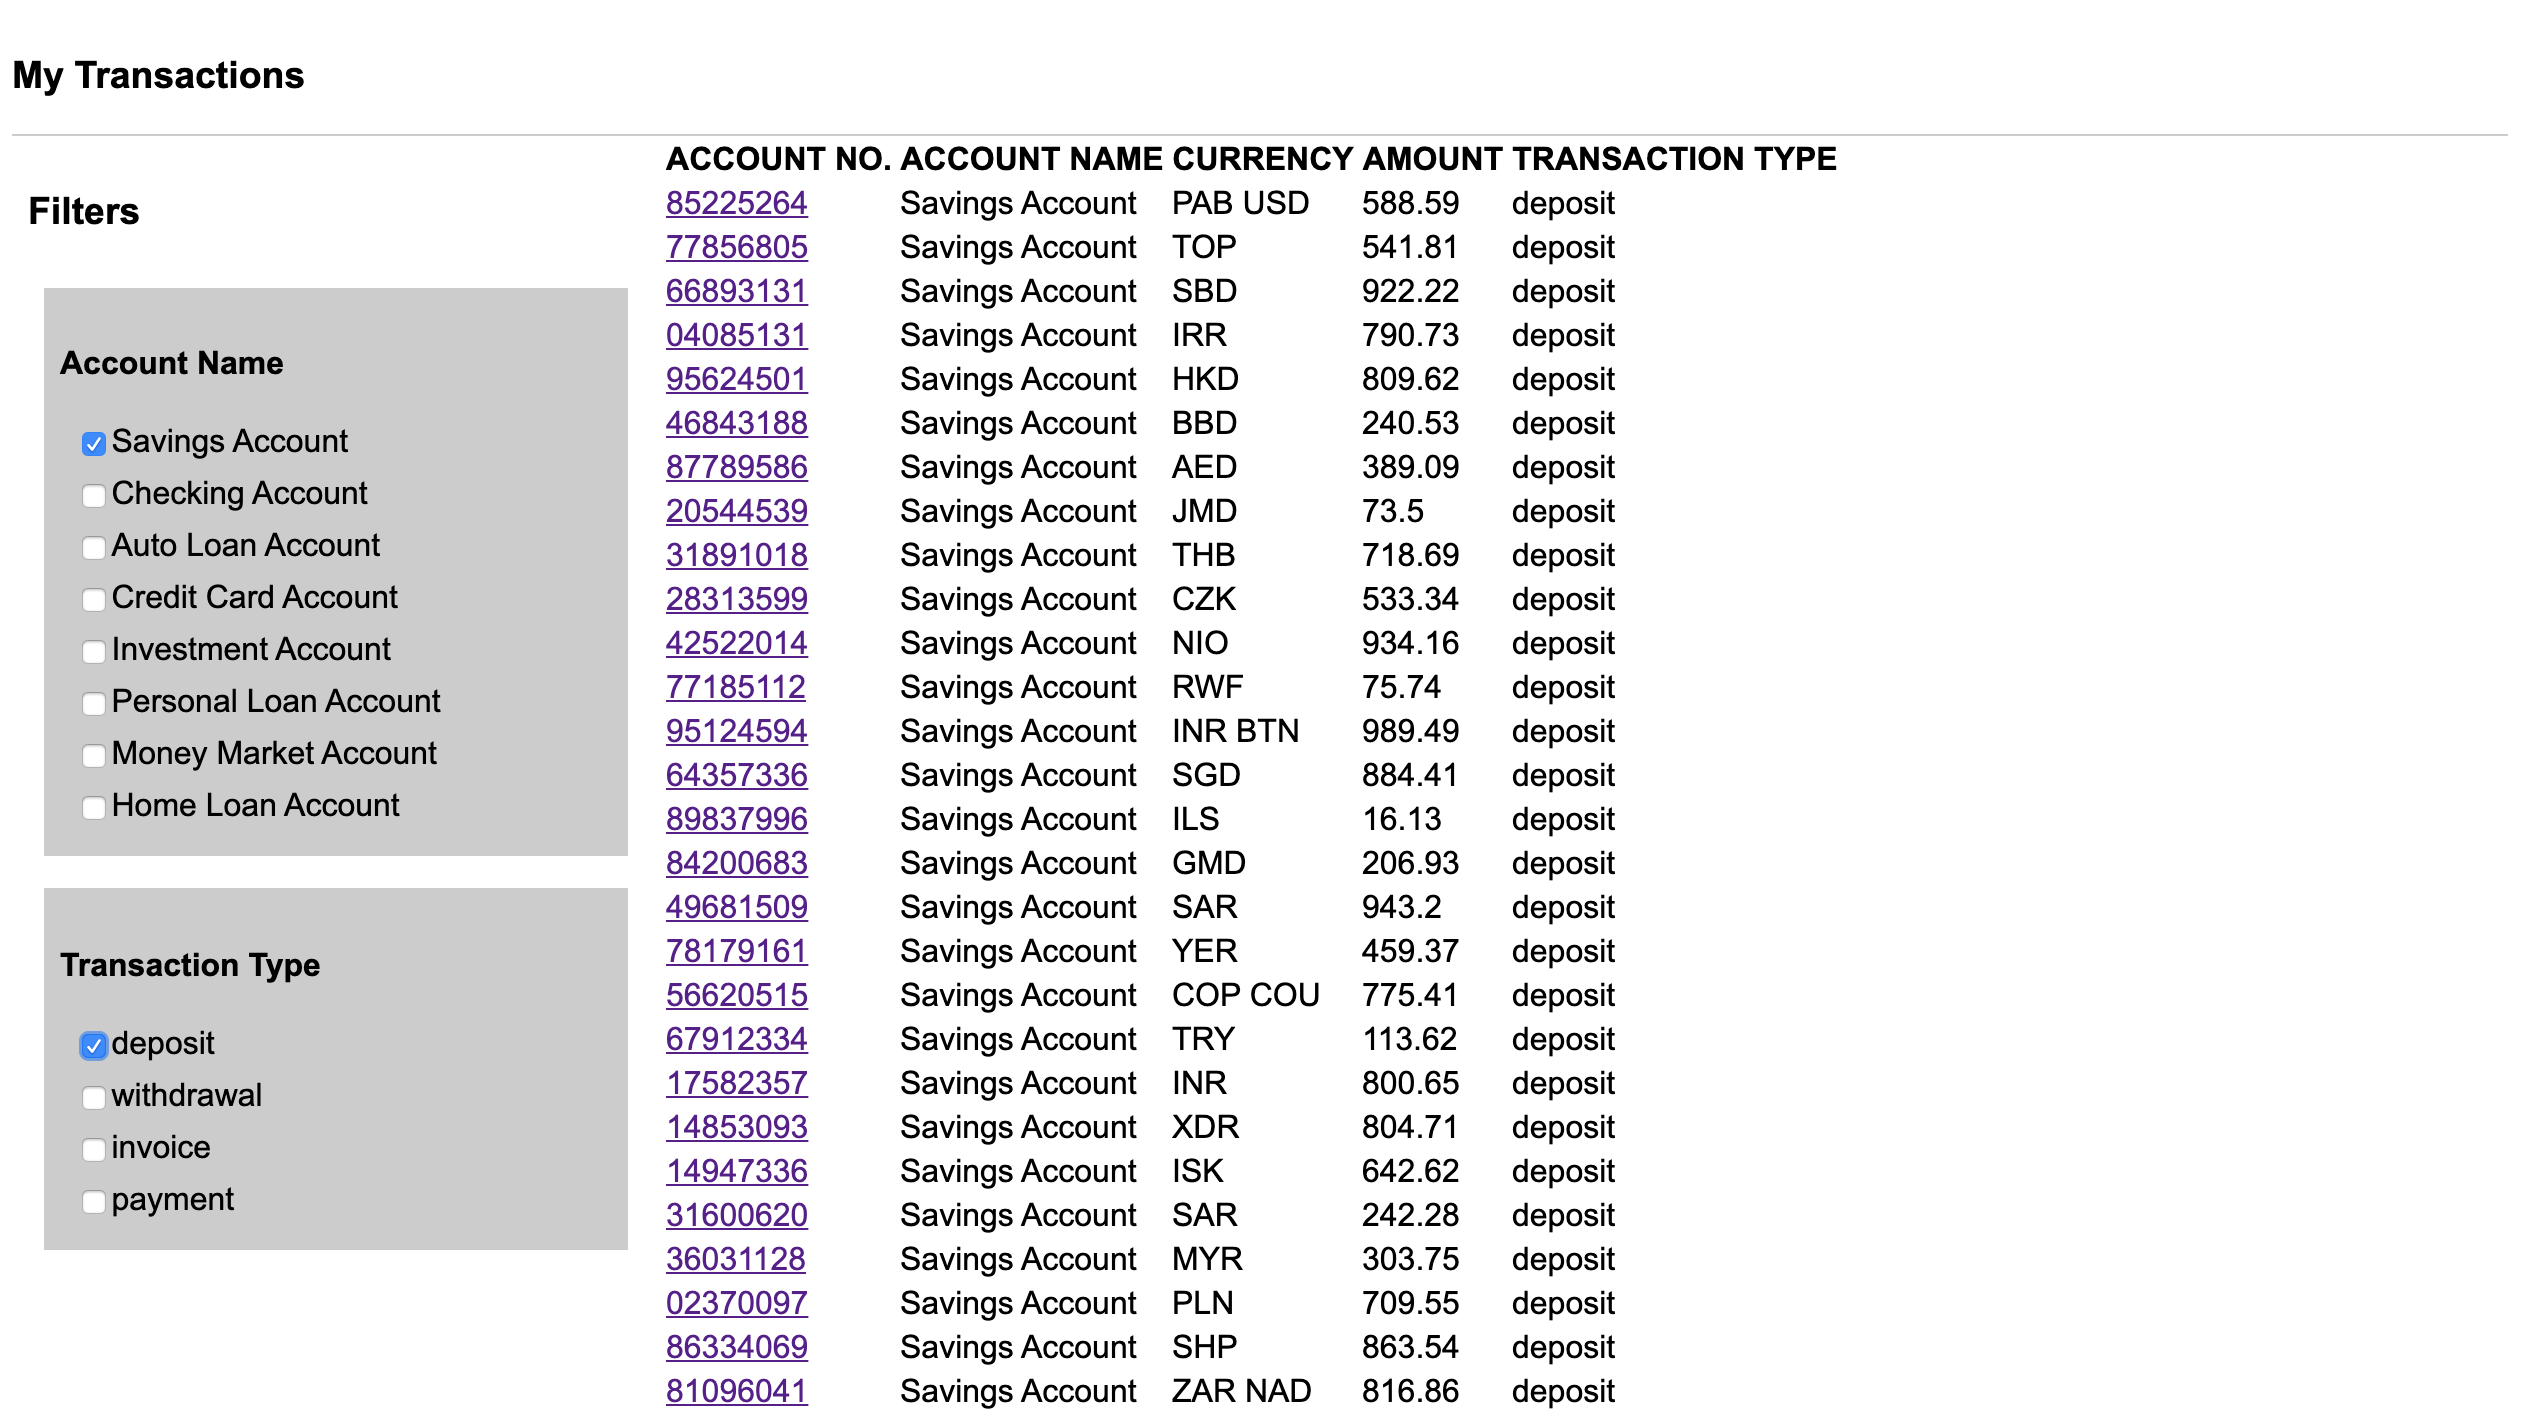 My Transactions
Filters
Account Name
Savings Account
Checking Account
Auto Loan Account
Credit Card Account
Investment Account
Personal Loan Account
Money Market Account
Home Loan Account
Transaction Type
deposit
withdrawal
invoice
payment
ACCOUNT NO. ACCOUNT NAME CURRENCY AMOUNT TRANSACTION TYPE
85225264 Savings Account PAB USD 588.59 deposit
77856805 Savings Account TOP 541.81 deposit
66893131 Savings Account SBD 922.22 deposit
04085131 Savings Account IRR 790.73 deposit
95624501 Savings Account HKD 809.62 deposit
46843188 Savings Account BBD 240.53 deposit
87789586 Savings Account AED 389.09 deposit
20544539 Savings Account JMD 73.5 deposit
31891018 Savings Account THB 718.69 deposit
28313599 Savings Account CZK 533.34 deposit
42522014 Savings Account NIO 934.16 deposit
77185112 Savings Account RWF 75.74 deposit
95124594 Savings Account INR BTN 989.49 deposit
64357336 Savings Account SGD 884.41 deposit
89837996 Savings Account ILS 16.13 deposit
84200683 Savings Account GMD 206.93 deposit
49681509 Savings Account SAR 943.2 deposit
78179161 Savings Account YER 459.37 deposit
56620515 Savings Account COP COU 775.41 deposit
67912334 Savings Account TRY 113.62 deposit
17582357 Savings Account INR 800.65 deposit
14853093 Savings Account XDR 804.71 deposit
14947336 Savings Account ISK 642.62 deposit
31600620 Savings Account SAR 242.28 deposit
36031128 Savings Account MYR 303.75 deposit
02370097 Savings Account PLN 709.55 deposit
86334069 Savings Account SHP 863.54 deposit
81096041 Savings Account ZAR NAD 816.86 deposit